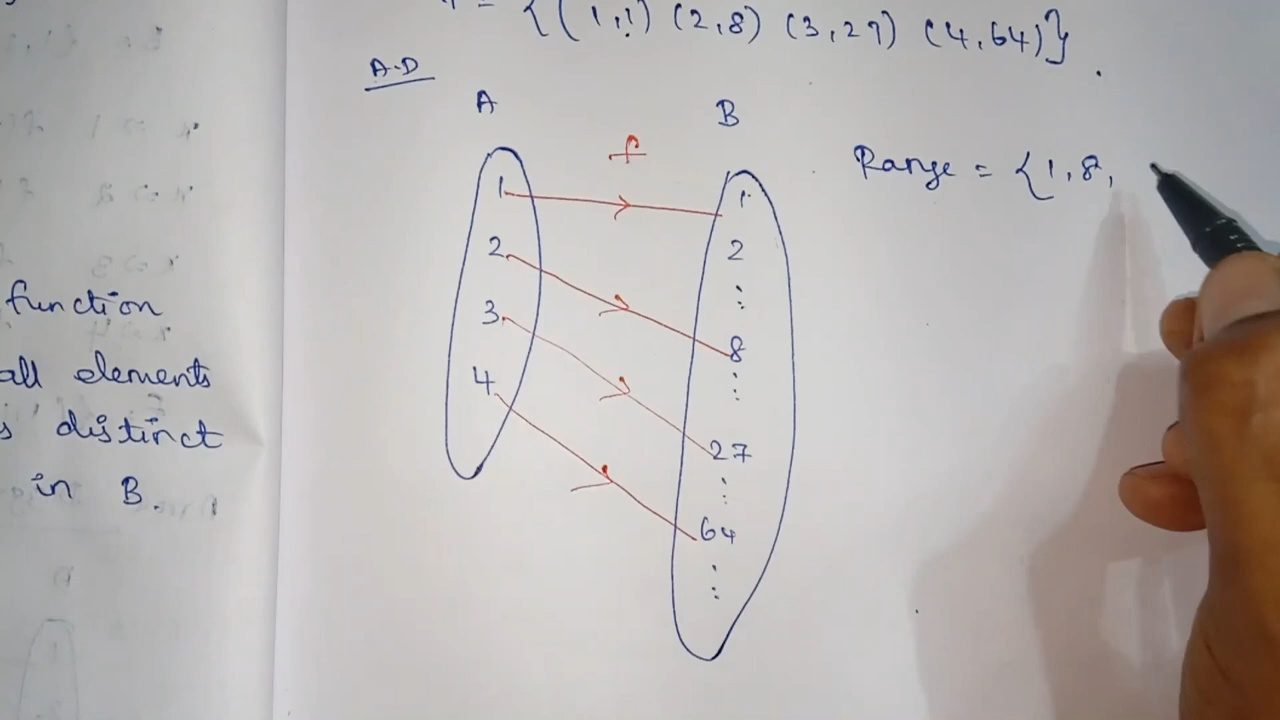 = {(1,1) (2,8) (3,27) (4,64)}.
A.D
A B
f
Range = {1, 8,
1 1
2 2
:
3 8
:
4
27
:
64
:
function
all elements
s distinct
in B.